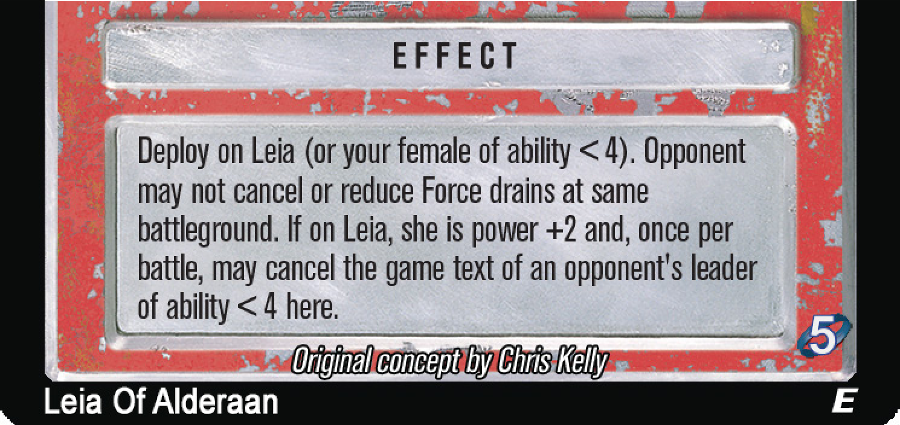 EFFECT
Deploy on Leia (or your female of ability < 4). Opponent
may not cancel or reduce Force drains at same
battleground. If on Leia, she is power +2 and, once per
battle, may cancel the game text of an opponent's leader
of ability < 4 here.
5
Original concept by Chris Kelly
Leia Of Alderaan
E